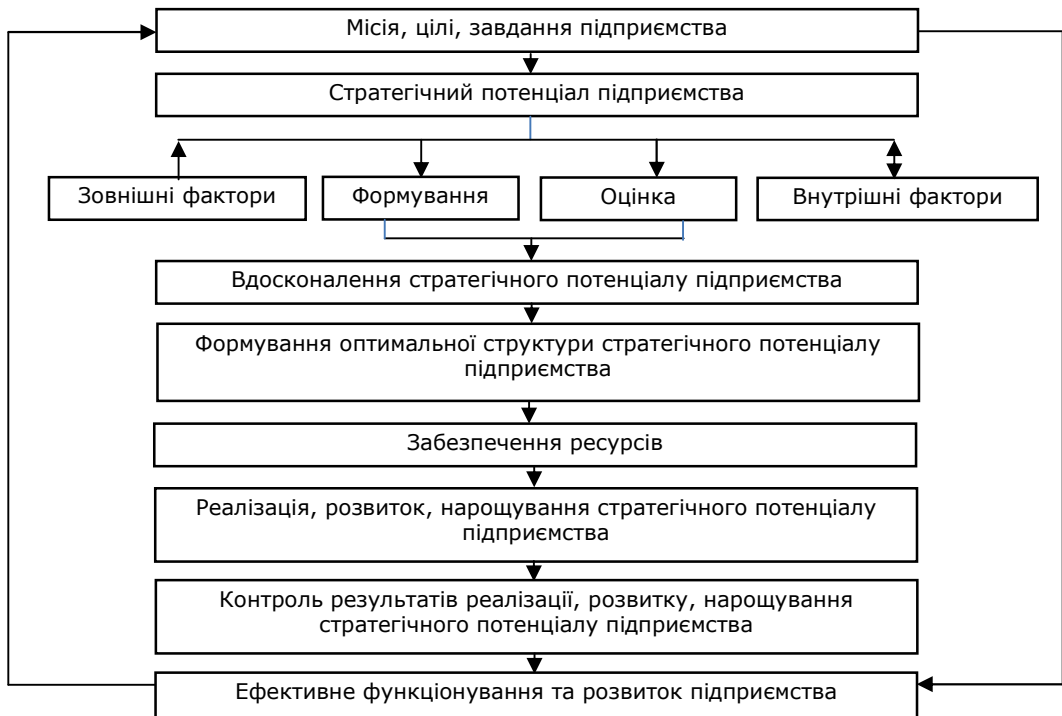 Місія, цілі, завдання підприємства
Стратегічний потенціал підприємства
Зовнішні фактори
Формування
Оцінка
Внутрішні фактори
Вдосконалення стратегічного потенціалу підприємства
Формування оптимальної структури стратегічного потенціалу
підприємства
Забезпечення ресурсів
Реалізація, розвиток, нарощування стратегічного потенціалу
підприємства
Контроль результатів реалізації, розвитку, нарощування
стратегічного потенціалу підприємства
Ефективне функціонування та розвиток підприємства